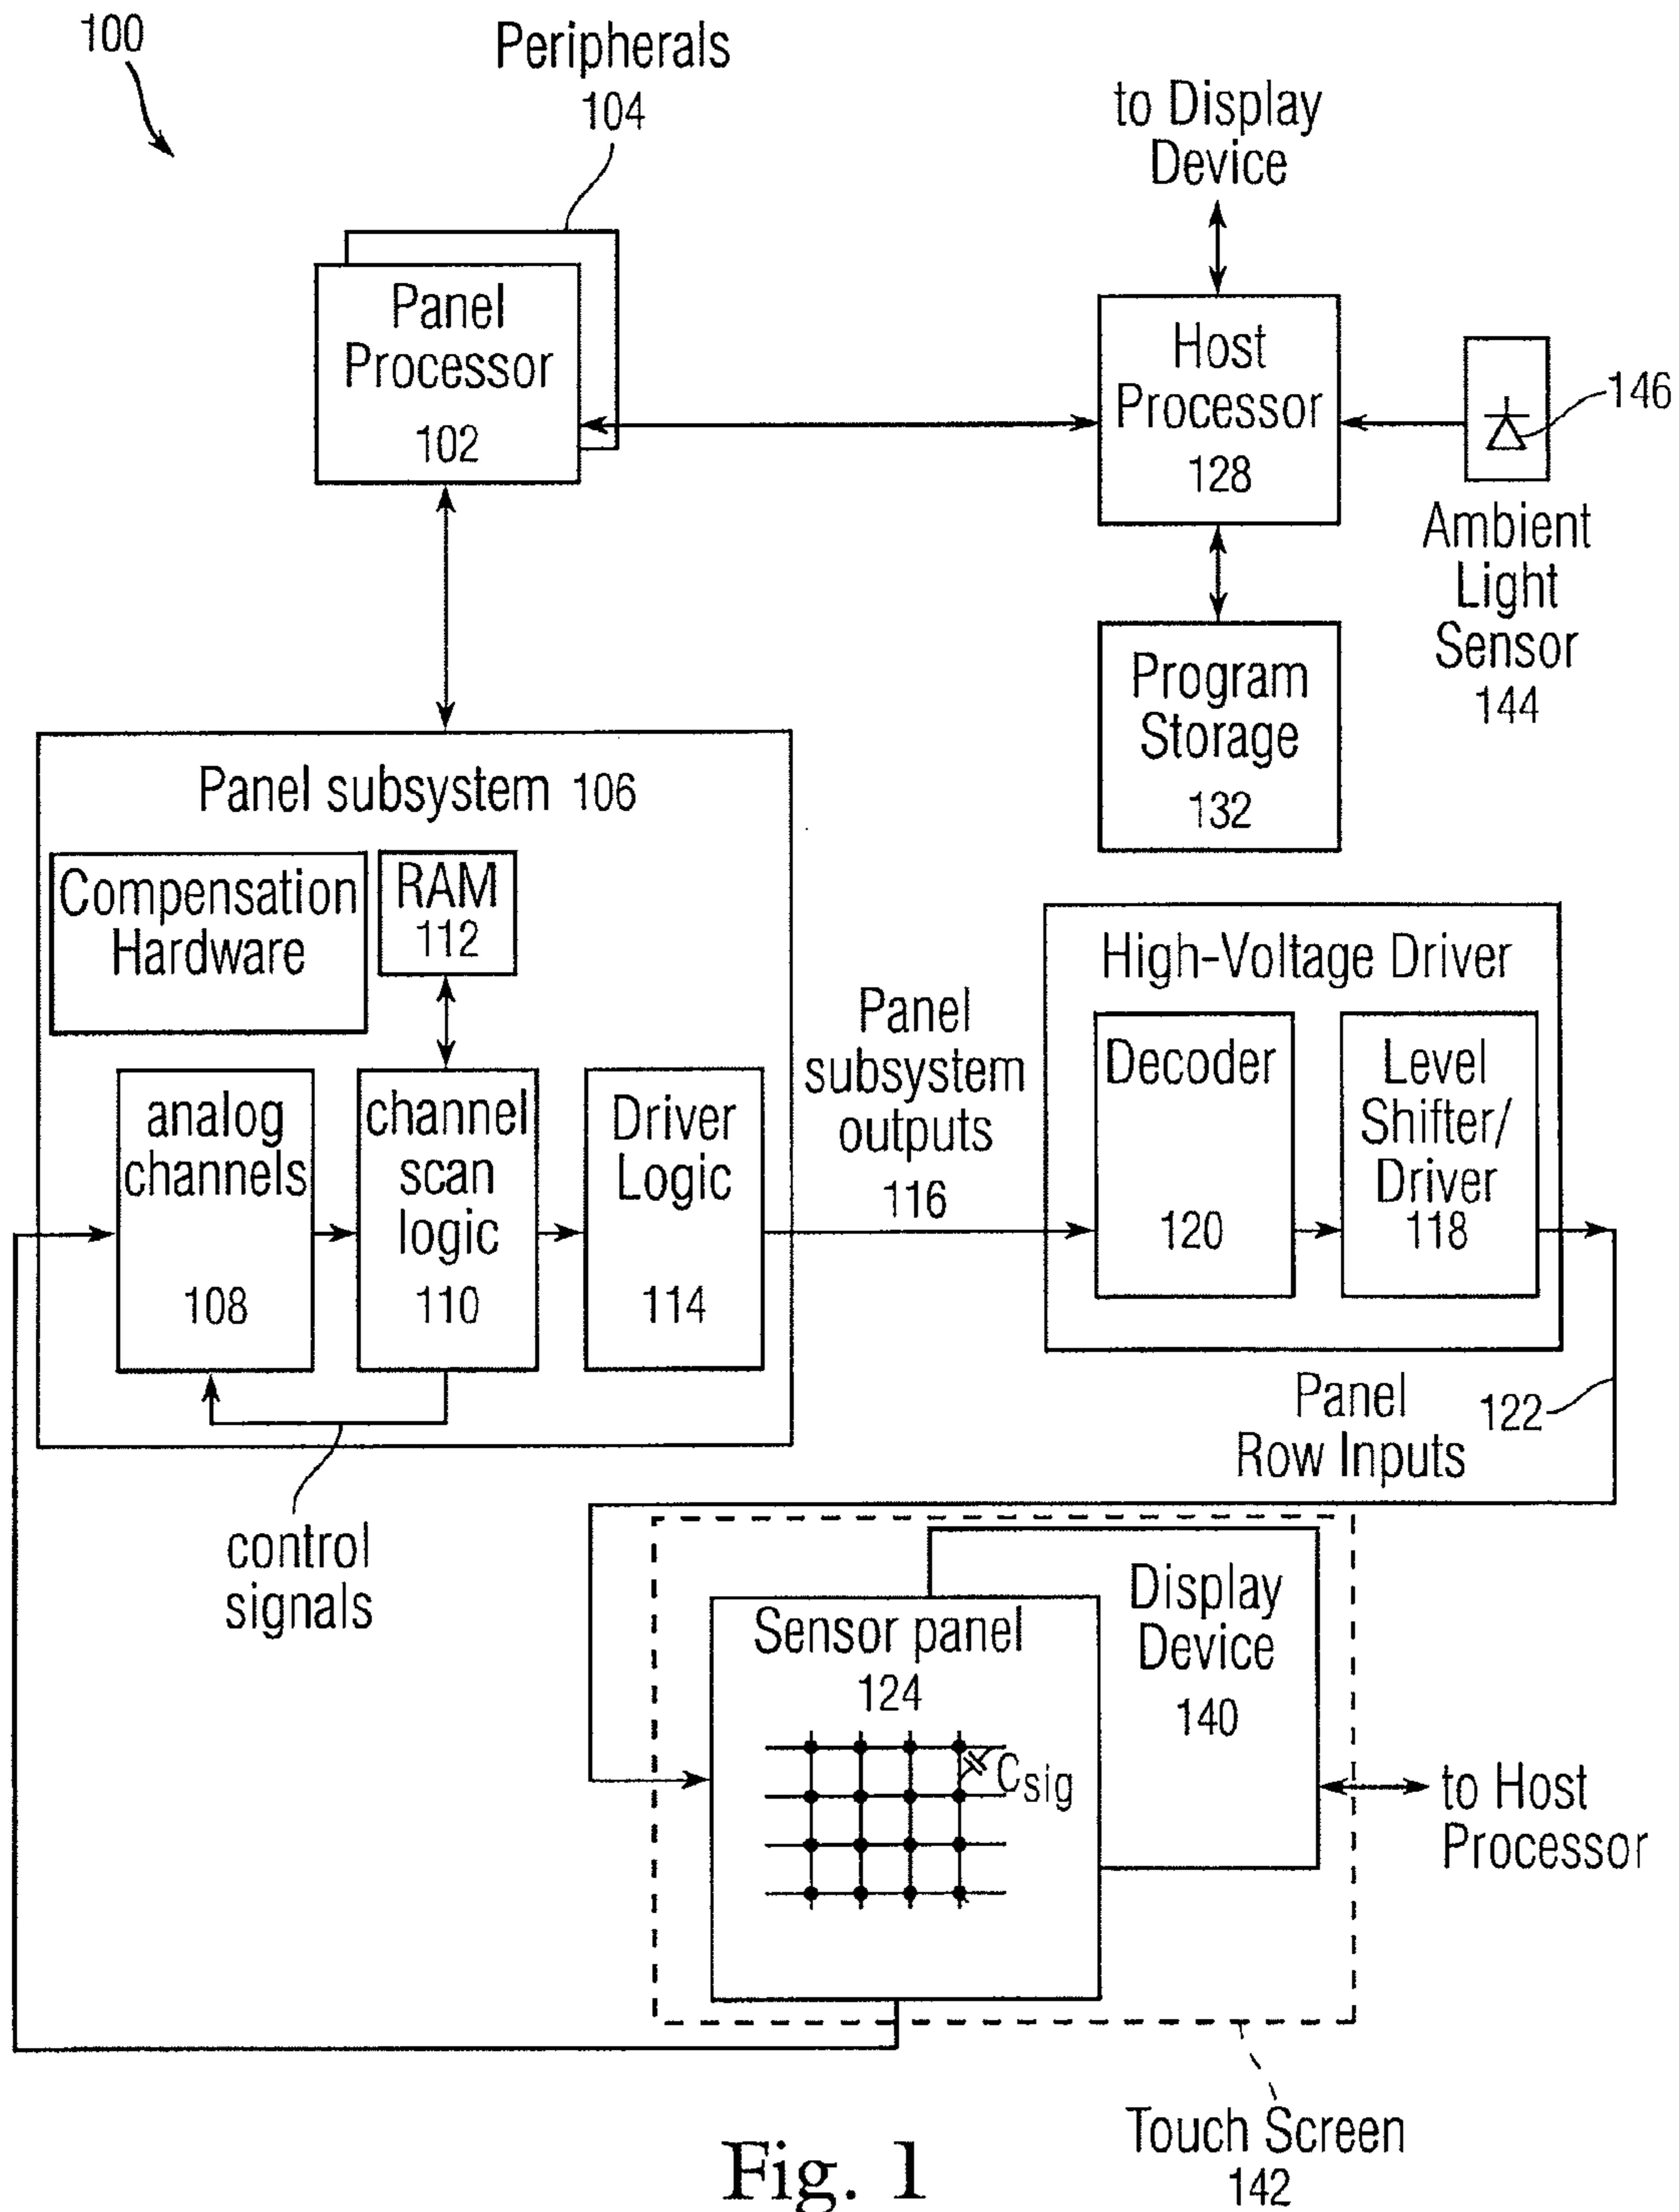 100
Peripherals
104
to Display
Device
Panel
Processor
102
Host
Processor
128
146
Ambient
Light
Sensor
144
Program
Storage
132
Panel subsystem 106
Compensation
Hardware
RAM
112
analog
channels
108
channel
scan
logic
110
Driver
Logic
114
control
signals
Panel
subsystem
outputs
116
High-Voltage Driver
Decoder
120
Level
Shifter/
Driver
118
Panel
Row Inputs
122
Sensor panel
124
Csig
Display
Device
140
to Host
Processor
Touch Screen
142
Fig. 1